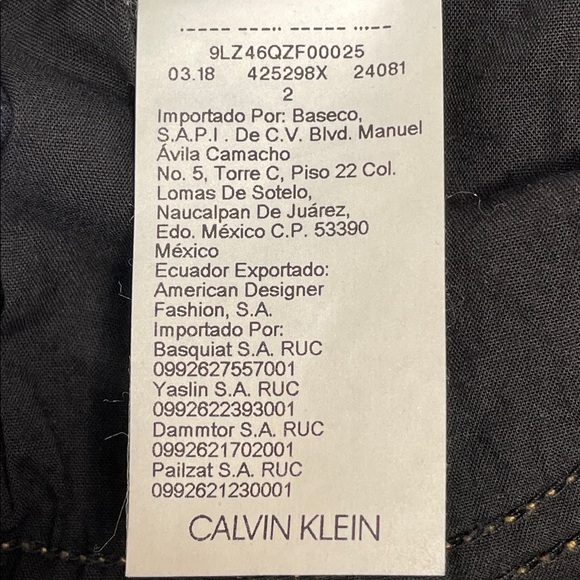 9LZ46QZF00025
03.18 425298X 24081
2
Importado Por: Baseco,
S.A.P.I . De C.V. Blvd. Manuel
Ávila Camacho
No. 5, Torre C, Piso 22 Col.
Lomas De Sotelo,
Naucalpan De Juárez,
Edo. México C.P. 53390
México
Ecuador Exportado:
American Designer
Fashion, S.A.
Importado Por:
Basquiat S.A. RUC
0992627557001
Yaslin S.A. RUC
0992622393001
Dammtor S.A. RUC
0992621702001
Pailzat S.A. RUC
0992621230001
CALVIN KLEIN